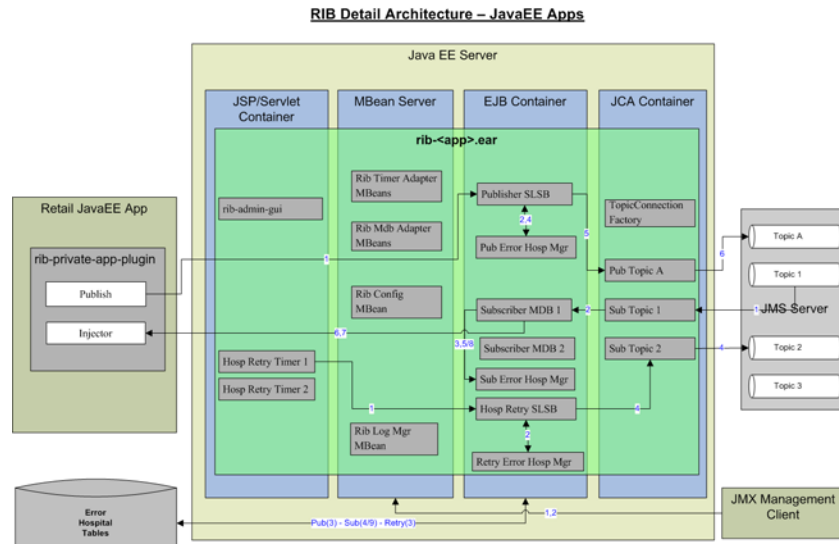 RIB Detail Architecture – JavaEE Apps
Java EE Server
JSP/Servlet
Container
MBean Server
EJB Container
JCA Container
rib-<app>.ear
Rib Timer Adapter
MBeans
Publisher SLSB
rib-admin-gui
TopicConnection
Factory
Retail JavaEE App
2,4
Rib Mdb Adapter
MBeans
5
Topic A
Pub Error Hosp Mgr
6
rib-private-app-plugin
1
Pub Topic A
Topic 1
Publish
Rib Config
MBean
Subscriber MDB 1
2
Sub Topic 1
1
JMS Server
Injector
6,7
3,5/8
Subscriber MDB 2
Sub Topic 2
4
Topic 2
Hosp Retry Timer 1
Sub Error Hosp Mgr
Topic 3
Hosp Retry Timer 2
1
Hosp Retry SLSB
4
Rib Log Mgr
MBean
2
Retry Error Hosp Mgr
Error
Hospital
Tables
Pub(3) - Sub(4/9) - Retry(3)
1,2
JMX Management
Client